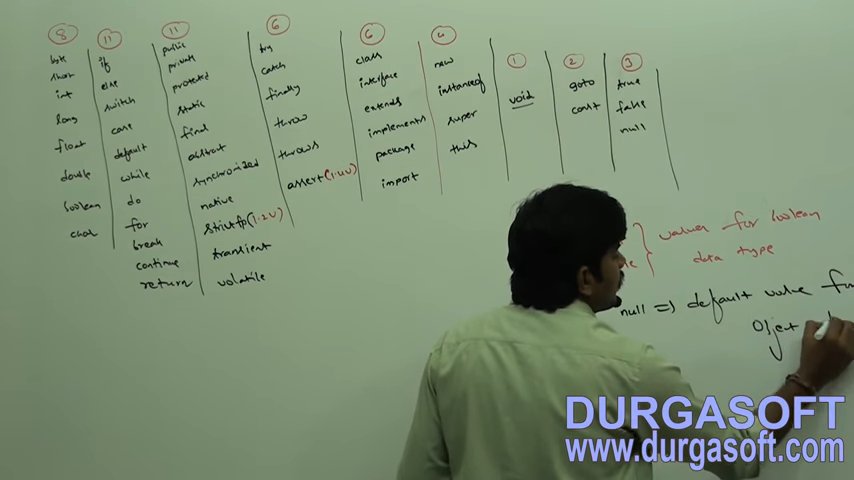 8
byte
short
int
long
float
double
boolean
char
11
if
else
switch
case
default
while
do
for
break
continue
return
11
public
private
protected
static
final
abstract
synchronized
native
strictfp(1.2V)
transient
volatile
6
try
catch
finally
throw
throws
assert(1.4V)
6
class
interface
extends
implements
package
import
4
new
instanceof
super
this
1
void
2
goto
const
3
true
false
null
} values for boolean
data type
null => default value for
Object
DURGASOFT
www.durgasoft.com